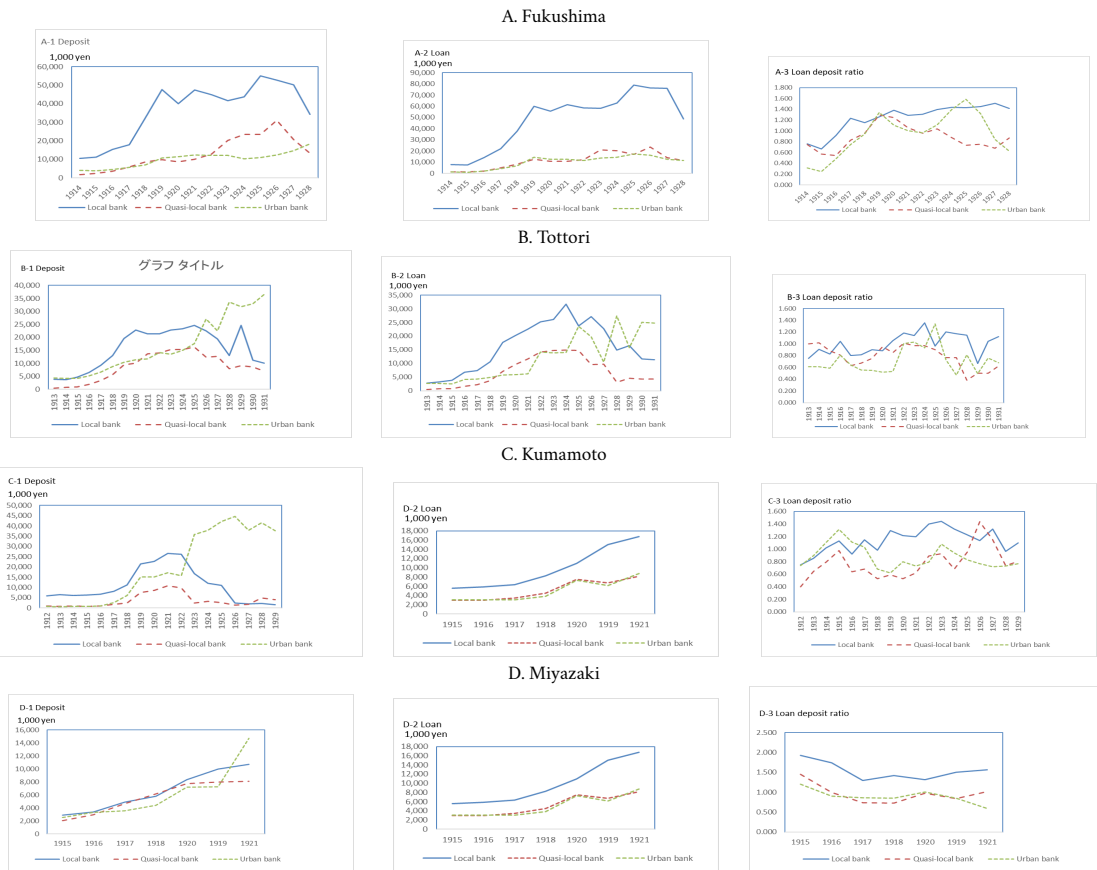 A. Fukushima
A-1 Deposit
1,000 yen
60,000
50,000
40,000
30,000
20,000
10,000
0
1914 1915 1916 1917 1918 1919 1920 1921 1922 1923 1924 1925 1926 1927 1928
Local bank Quasi-local bank Urban bank
A-2 Loan
1,000 yen
90,000
80,000
70,000
60,000
50,000
40,000
30,000
20,000
10,000
0
1914 1915 1916 1917 1918 1919 1920 1921 1922 1923 1924 1925 1926 1927 1928
Local bank Quasi-local bank Urban bank
A-3 Loan deposit ratio
1.800
1.600
1.400
1.200
1.000
0.800
0.600
0.400
0.200
0.000
1914 1915 1916 1917 1918 1919 1920 1921 1922 1923 1924 1925 1926 1927 1928
Local bank Quasi-local bank Urban bank
B. Tottori
B-1 Deposit
グラフ タイトル
40,000
35,000
30,000
25,000
20,000
15,000
10,000
5,000
0
1913 1914 1915 1916 1917 1918 1919 1920 1921 1922 1923 1924 1925 1926 1927 1928 1929 1930 1931
Local bank Quasi-local bank Urban bank
B-2 Loan
1,000 yen
35,000
30,000
25,000
20,000
15,000
10,000
5,000
0
1913 1914 1915 1916 1917 1918 1919 1920 1921 1922 1923 1924 1925 1926 1927 1928 1929 1930 1931
Local bank Quasi-local bank Urban bank
B-3 Loan deposit ratio
1.600
1.400
1.200
1.000
0.800
0.600
0.400
0.200
0.000
1913 1914 1915 1916 1917 1918 1919 1920 1921 1922 1923 1924 1925 1926 1927 1928 1929 1930 1931
Local bank Quasi-local bank Urban bank
C. Kumamoto
C-1 Deposit
1,000 yen
50,000
45,000
40,000
35,000
30,000
25,000
20,000
15,000
10,000
5,000
0
1912 1913 1914 1915 1916 1917 1918 1919 1920 1921 1922 1923 1924 1925 1926 1927 1928 1929
Local bank Quasi-local bank Urban bank
D-2 Loan
1,000 yen
18,000
16,000
14,000
12,000
10,000
8,000
6,000
4,000
2,000
0
1915 1916 1917 1918 1920 1919 1921
Local bank Quasi-local bank Urban bank
C-3 Loan deposit ratio
1.600
1.400
1.200
1.000
0.800
0.600
0.400
0.200
0.000
1912 1913 1914 1915 1916 1917 1918 1919 1920 1921 1922 1923 1924 1925 1926 1927 1928 1929
Local bank Quasi-local bank Urban bank
D. Miyazaki
D-1 Deposit
1,000 yen
16,000
14,000
12,000
10,000
8,000
6,000
4,000
2,000
0
1915 1916 1917 1918 1920 1919 1921
Local bank Quasi-local bank Urban bank
D-2 Loan
1,000 yen
18,000
16,000
14,000
12,000
10,000
8,000
6,000
4,000
2,000
0
1915 1916 1917 1918 1920 1919 1921
Local bank Quasi-local bank Urban bank
D-3 Loan deposit ratio
2.500
2.000
1.500
1.000
0.500
0.000
1915 1916 1917 1918 1920 1919 1921
Local bank Quasi-local bank Urban bank